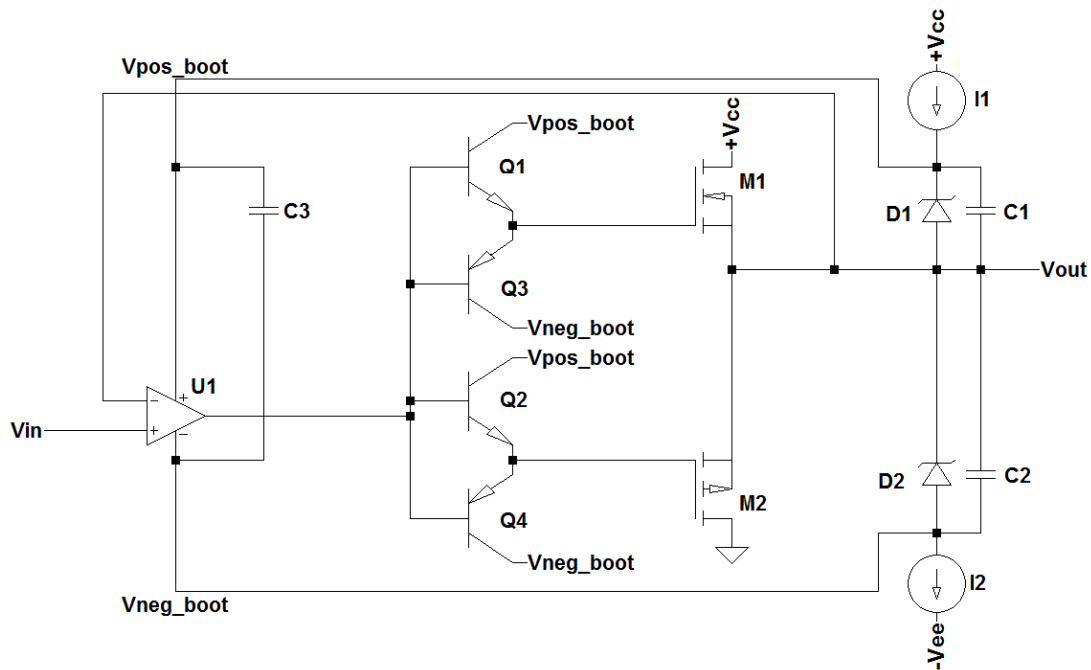 +Vcc
Vpos_boot
I1
Vpos_boot
+Vcc
Q1
M1
C3
D1
C1
Vout
Q3
Vneg_boot
Vpos_boot
U1
+
Q2
−
Vin
+
−
D2
C2
M2
Q4
Vneg_boot
I2
Vneg_boot
-Vee